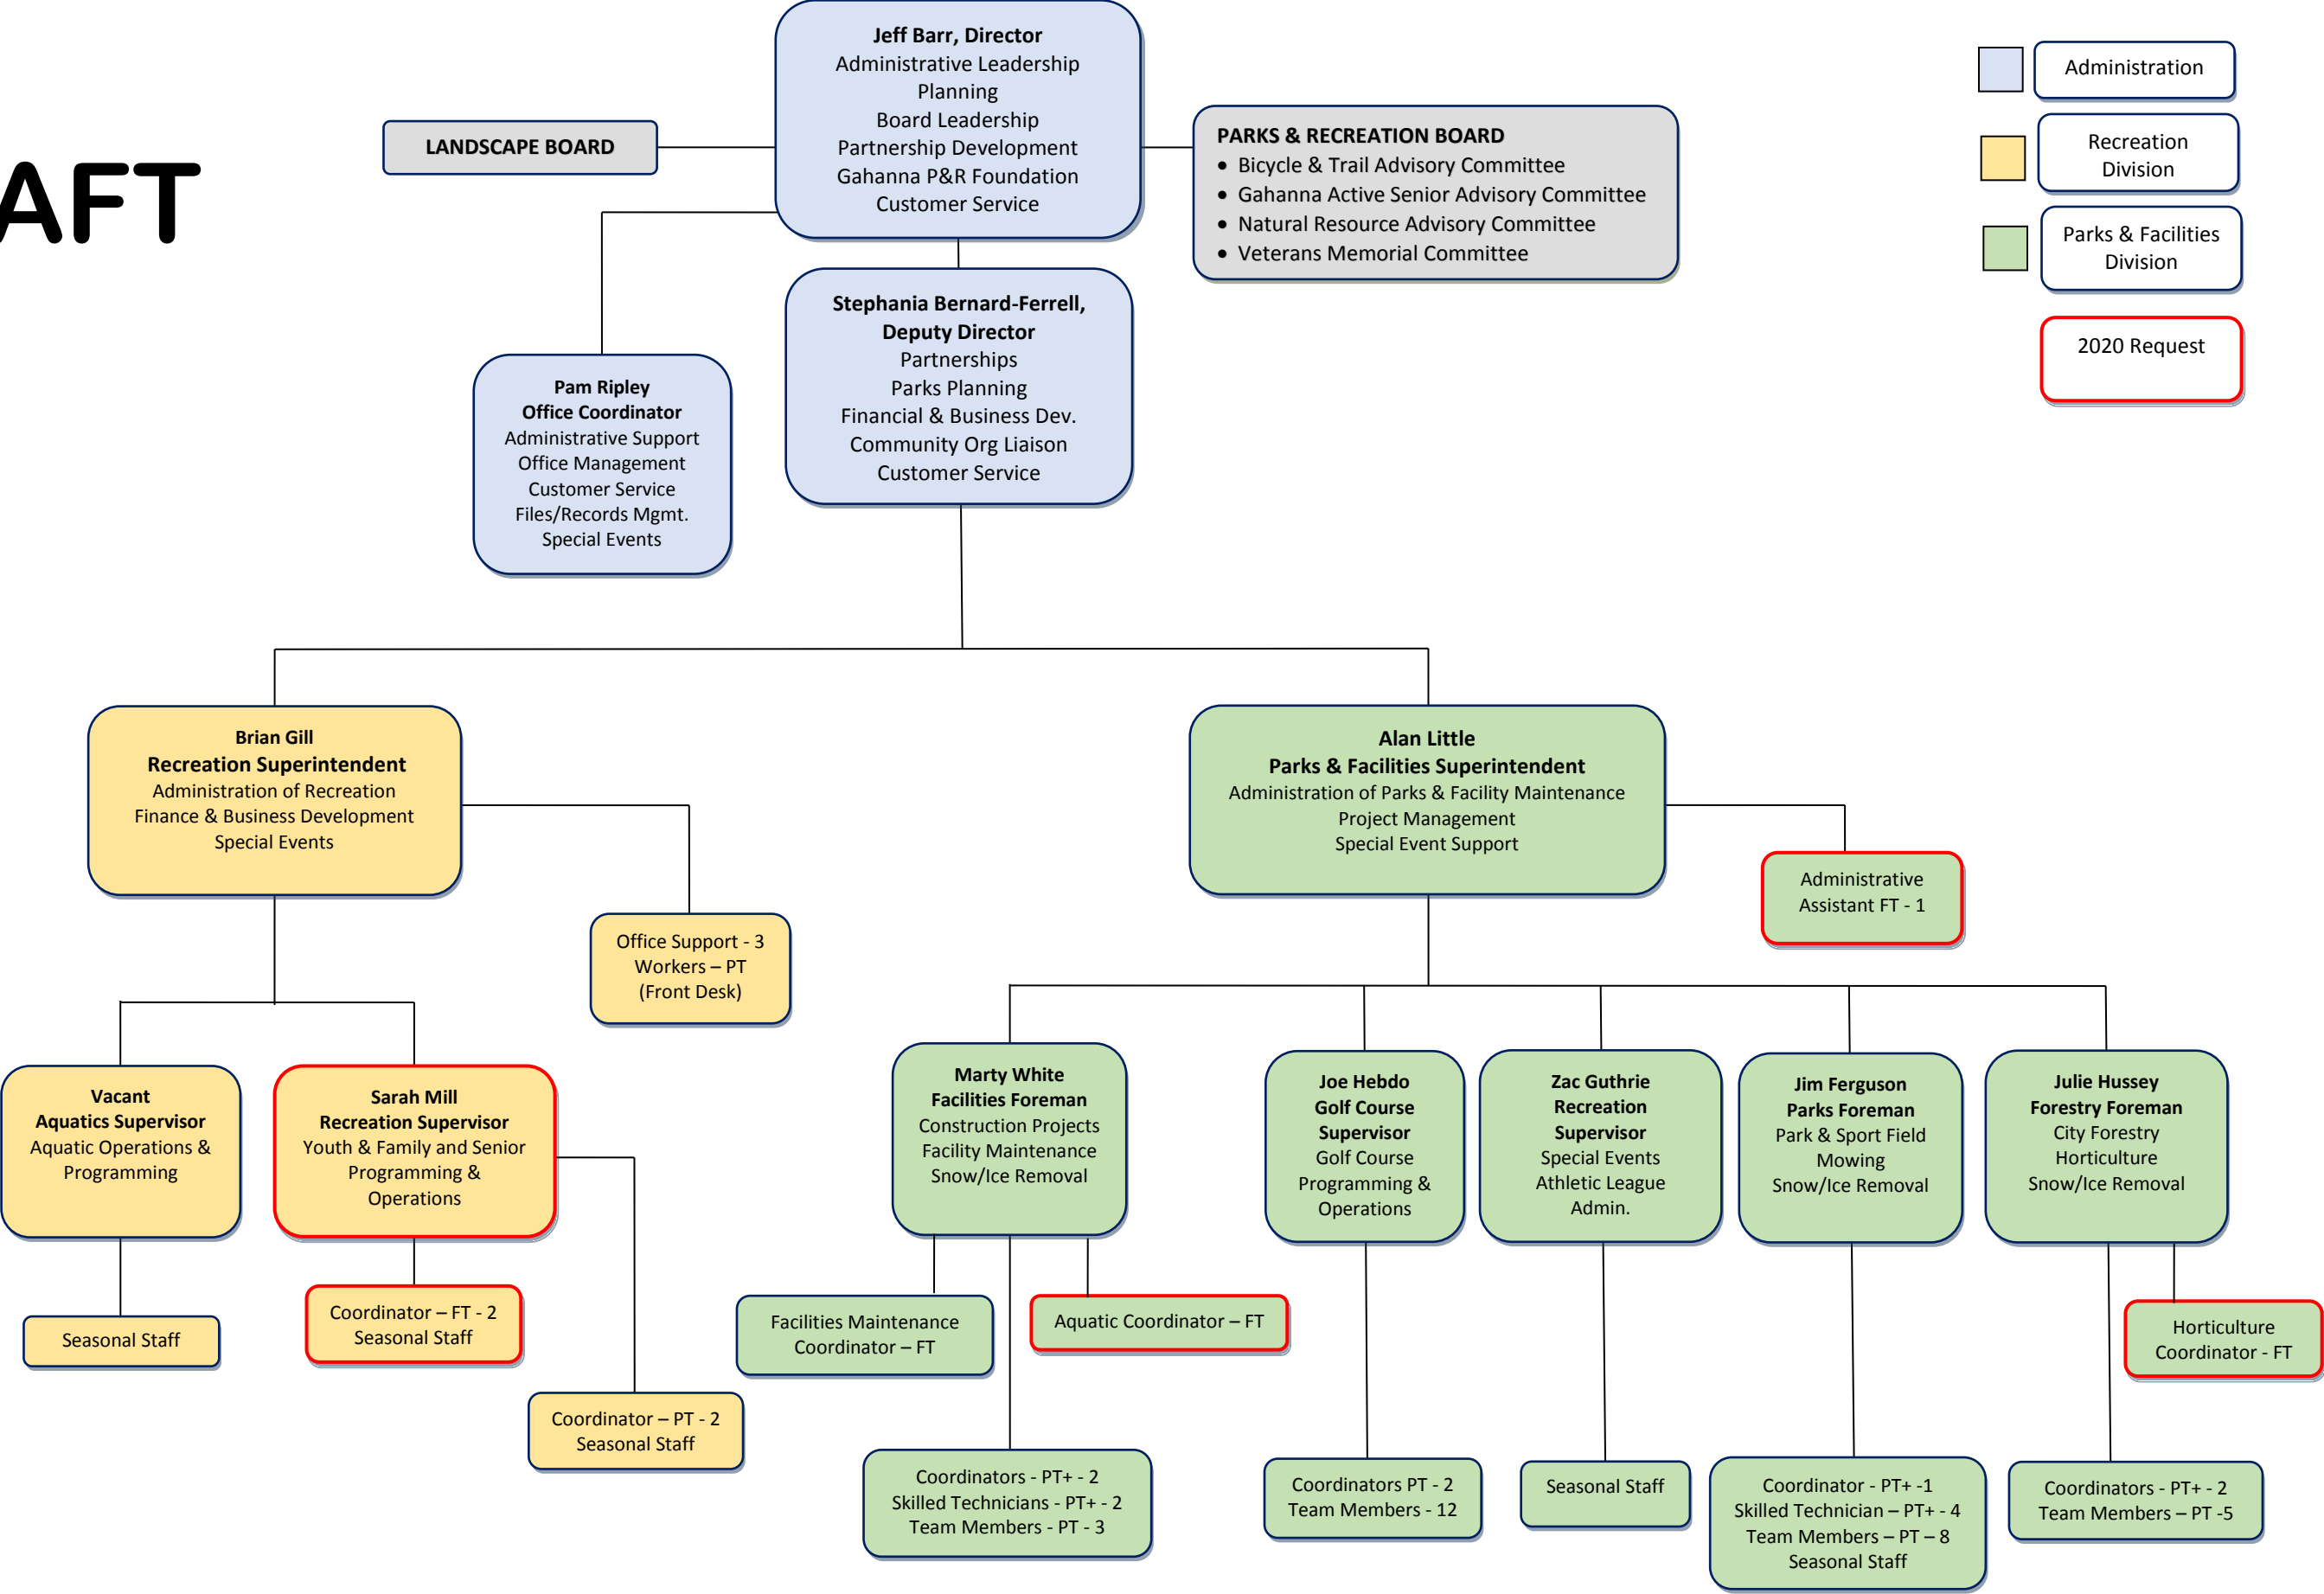 AFT
Jeff Barr, Director
Administrative Leadership
Planning
Board Leadership
Partnership Development
Gahanna P&R Foundation
Customer Service
LANDSCAPE BOARD
PARKS & RECREATION BOARD
• Bicycle & Trail Advisory Committee
• Gahanna Active Senior Advisory Committee
• Natural Resource Advisory Committee
• Veterans Memorial Committee
Administration
Recreation
Division
Parks & Facilities
Division
2020 Request
Stephania Bernard-Ferrell,
Deputy Director
Partnerships
Parks Planning
Financial & Business Dev.
Community Org Liaison
Customer Service
Pam Ripley
Office Coordinator
Administrative Support
Office Management
Customer Service
Files/Records Mgmt.
Special Events
Brian Gill
Recreation Superintendent
Administration of Recreation
Finance & Business Development
Special Events
Alan Little
Parks & Facilities Superintendent
Administration of Parks & Facility Maintenance
Project Management
Special Event Support
Administrative
Assistant FT - 1
Office Support - 3
Workers – PT
(Front Desk)
Vacant
Aquatics Supervisor
Aquatic Operations &
Programming
Sarah Mill
Recreation Supervisor
Youth & Family and Senior
Programming &
Operations
Marty White
Facilities Foreman
Construction Projects
Facility Maintenance
Snow/Ice Removal
Joe Hebdo
Golf Course
Supervisor
Golf Course
Programming &
Operations
Zac Guthrie
Recreation
Supervisor
Special Events
Athletic League
Admin.
Jim Ferguson
Parks Foreman
Park & Sport Field
Mowing
Snow/Ice Removal
Julie Hussey
Forestry Foreman
City Forestry
Horticulture
Snow/Ice Removal
Seasonal Staff
Coordinator – FT - 2
Seasonal Staff
Coordinator – PT - 2
Seasonal Staff
Facilities Maintenance
Coordinator – FT
Aquatic Coordinator – FT
Horticulture
Coordinator - FT
Coordinators - PT+ - 2
Skilled Technicians - PT+ - 2
Team Members - PT - 3
Coordinators PT - 2
Team Members - 12
Seasonal Staff
Coordinator - PT+ -1
Skilled Technician – PT+ - 4
Team Members – PT – 8
Seasonal Staff
Coordinators - PT+ - 2
Team Members – PT -5